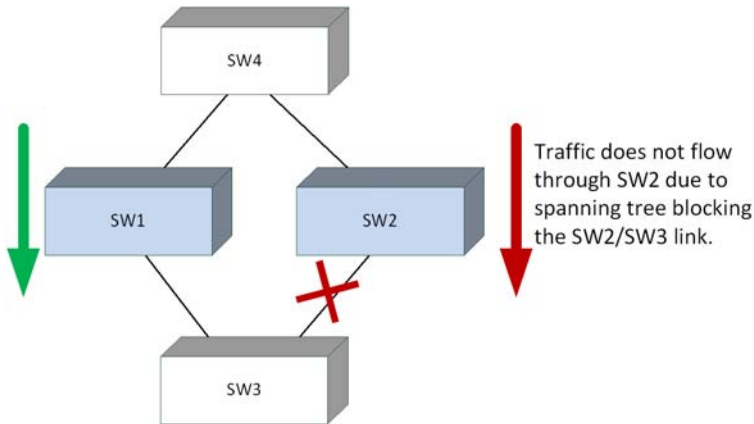 SW4
SW1
SW2
Traffic does not flow
through SW2 due to
spanning tree blocking
the SW2/SW3 link.
SW3